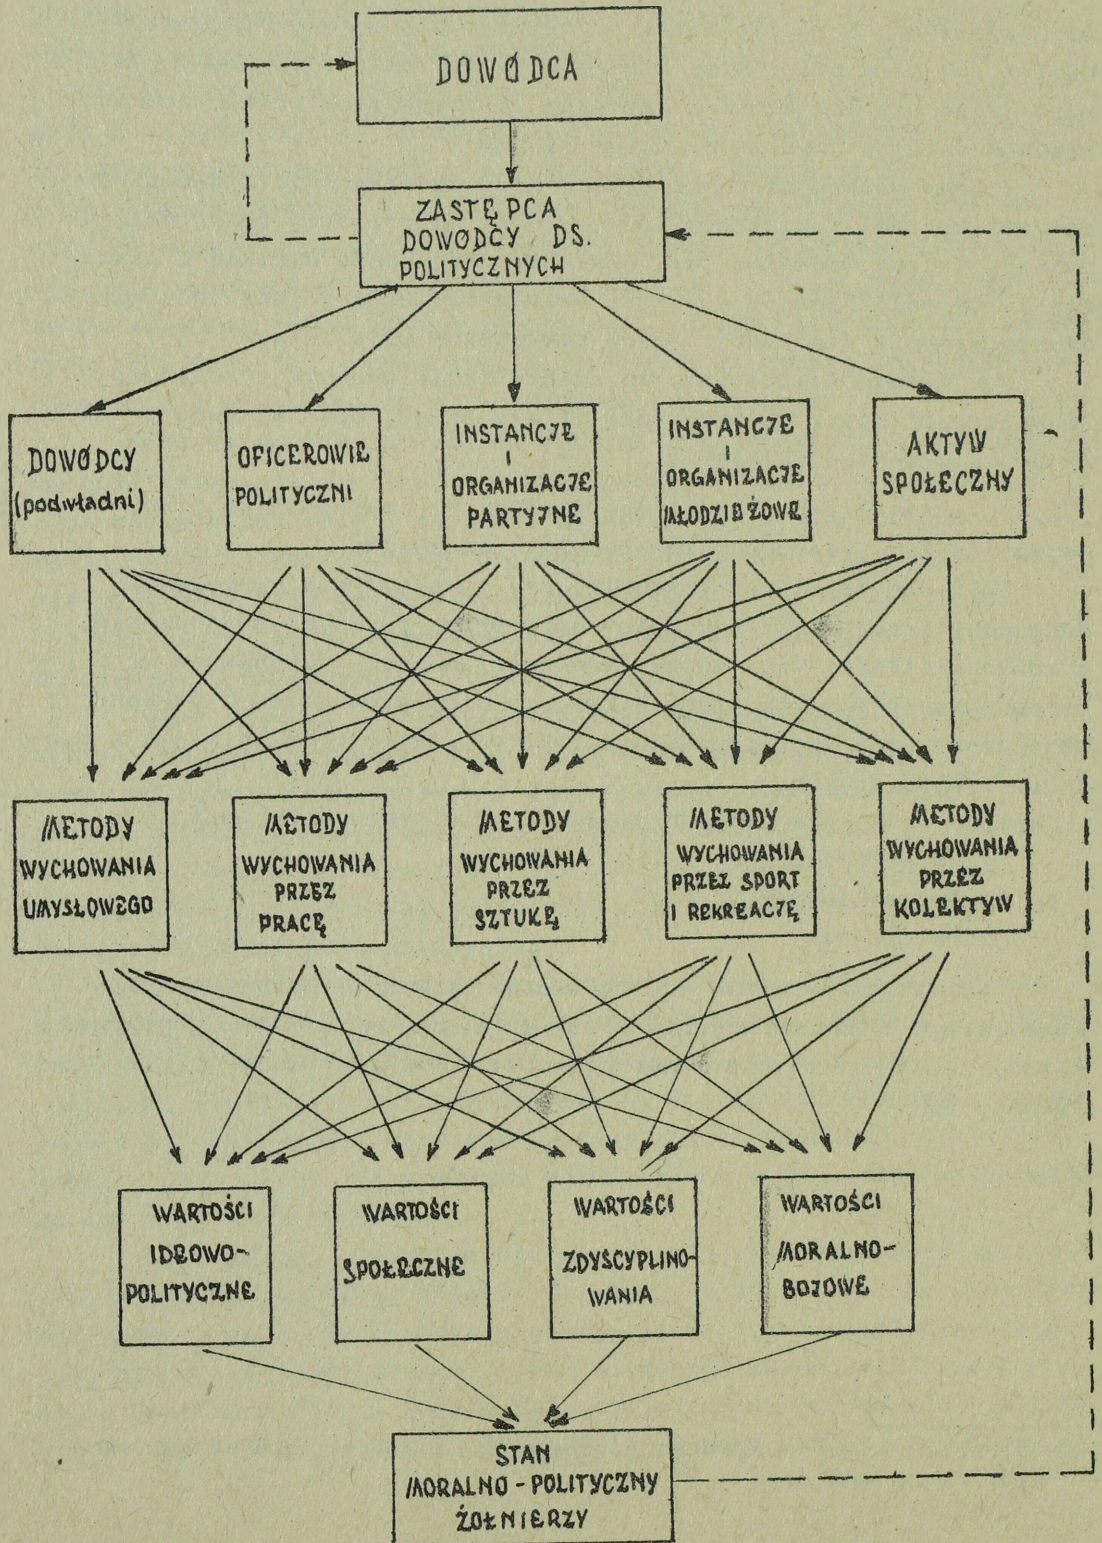 DOWÓDCA
ZASTĘPCA
DOWÓDCY DS.
POLITYCZNYCH
DOWÓDCY
(podwładni)
OFICEROWIE
POLITYCZNI
INSTANCJE
I
ORGANIZACJE
PARTYJNE
INSTANCJE
I
ORGANIZACJE
MŁODZIEŻOWE
AKTYW
SPOŁECZNY
METODY
WYCHOWANIA
UMYSŁOWEGO
METODY
WYCHOWANIA
PRZEZ
PRACĘ
METODY
WYCHOWANIA
PRZEZ
SZTUKĘ
METODY
WYCHOWANIA
PRZEZ SPORT
I REKREACJĘ
METODY
WYCHOWANIA
PRZEZ
KOLEKTYW
WARTOŚCI
IDEOWO-
POLITYCZNE
WARTOŚCI
SPOŁECZNE
WARTOŚCI
ZDYSCYPLINO-
WANIA
WARTOŚCI
MORALNO-
BOJOWE
STAN
MORALNO-POLITYCZNY
ŻOŁNIERZY